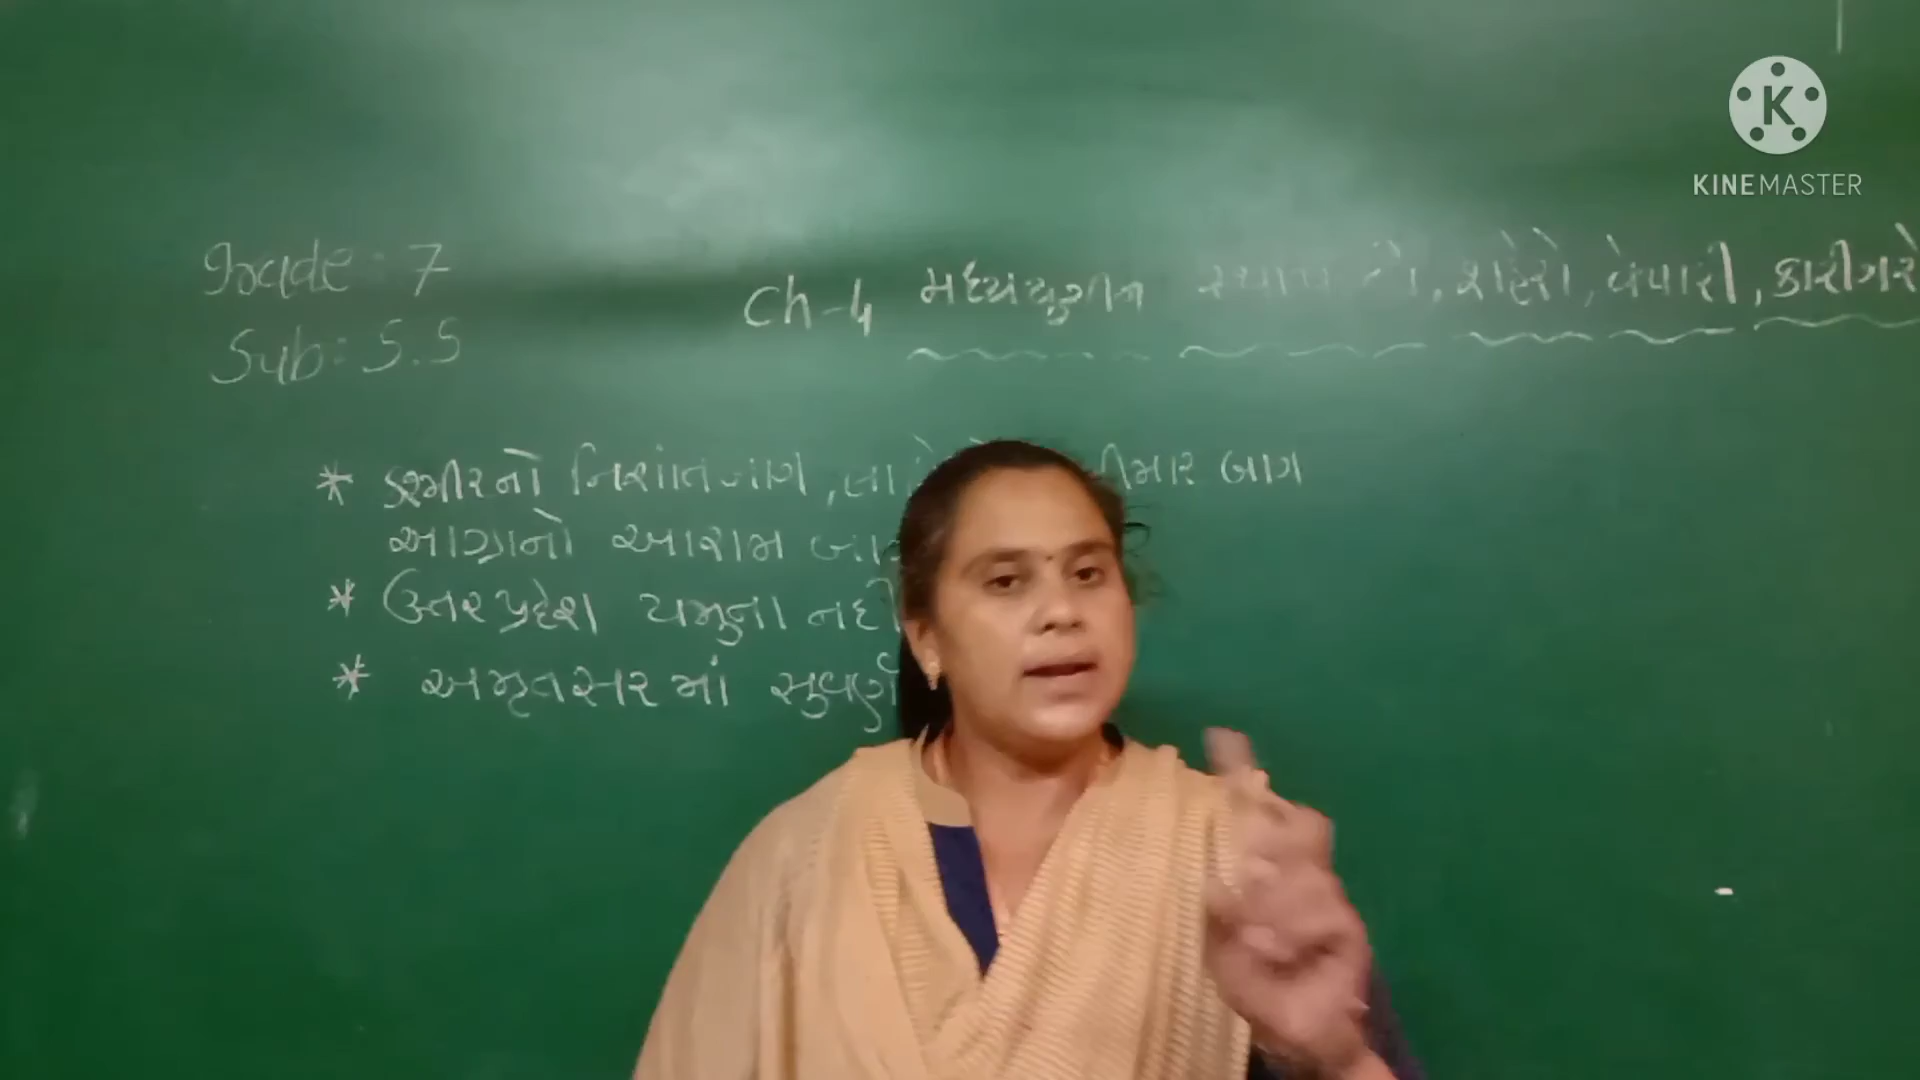 Grade: 7
Sub: S.S
Ch-4 મધ્યયુગીન શહેરો, વેપારી, કારીગરો
* કશ્મીરનો નિશાંતબાગ, બાગ
આગ્રાનો આરામ
* ઉત્તરપ્રદેશ યમુના નદી
* અમૃતસરમાં સુવર્ણ
K
KINEMASTER